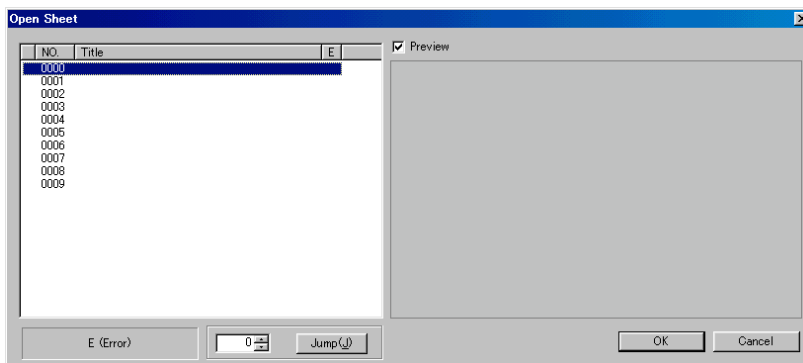 Open Sheet
NO. Title E
Preview
0000
0001
0002
0003
0004
0005
0006
0007
0008
0009
E (Error)
0
Jump(J)
OK
Cancel